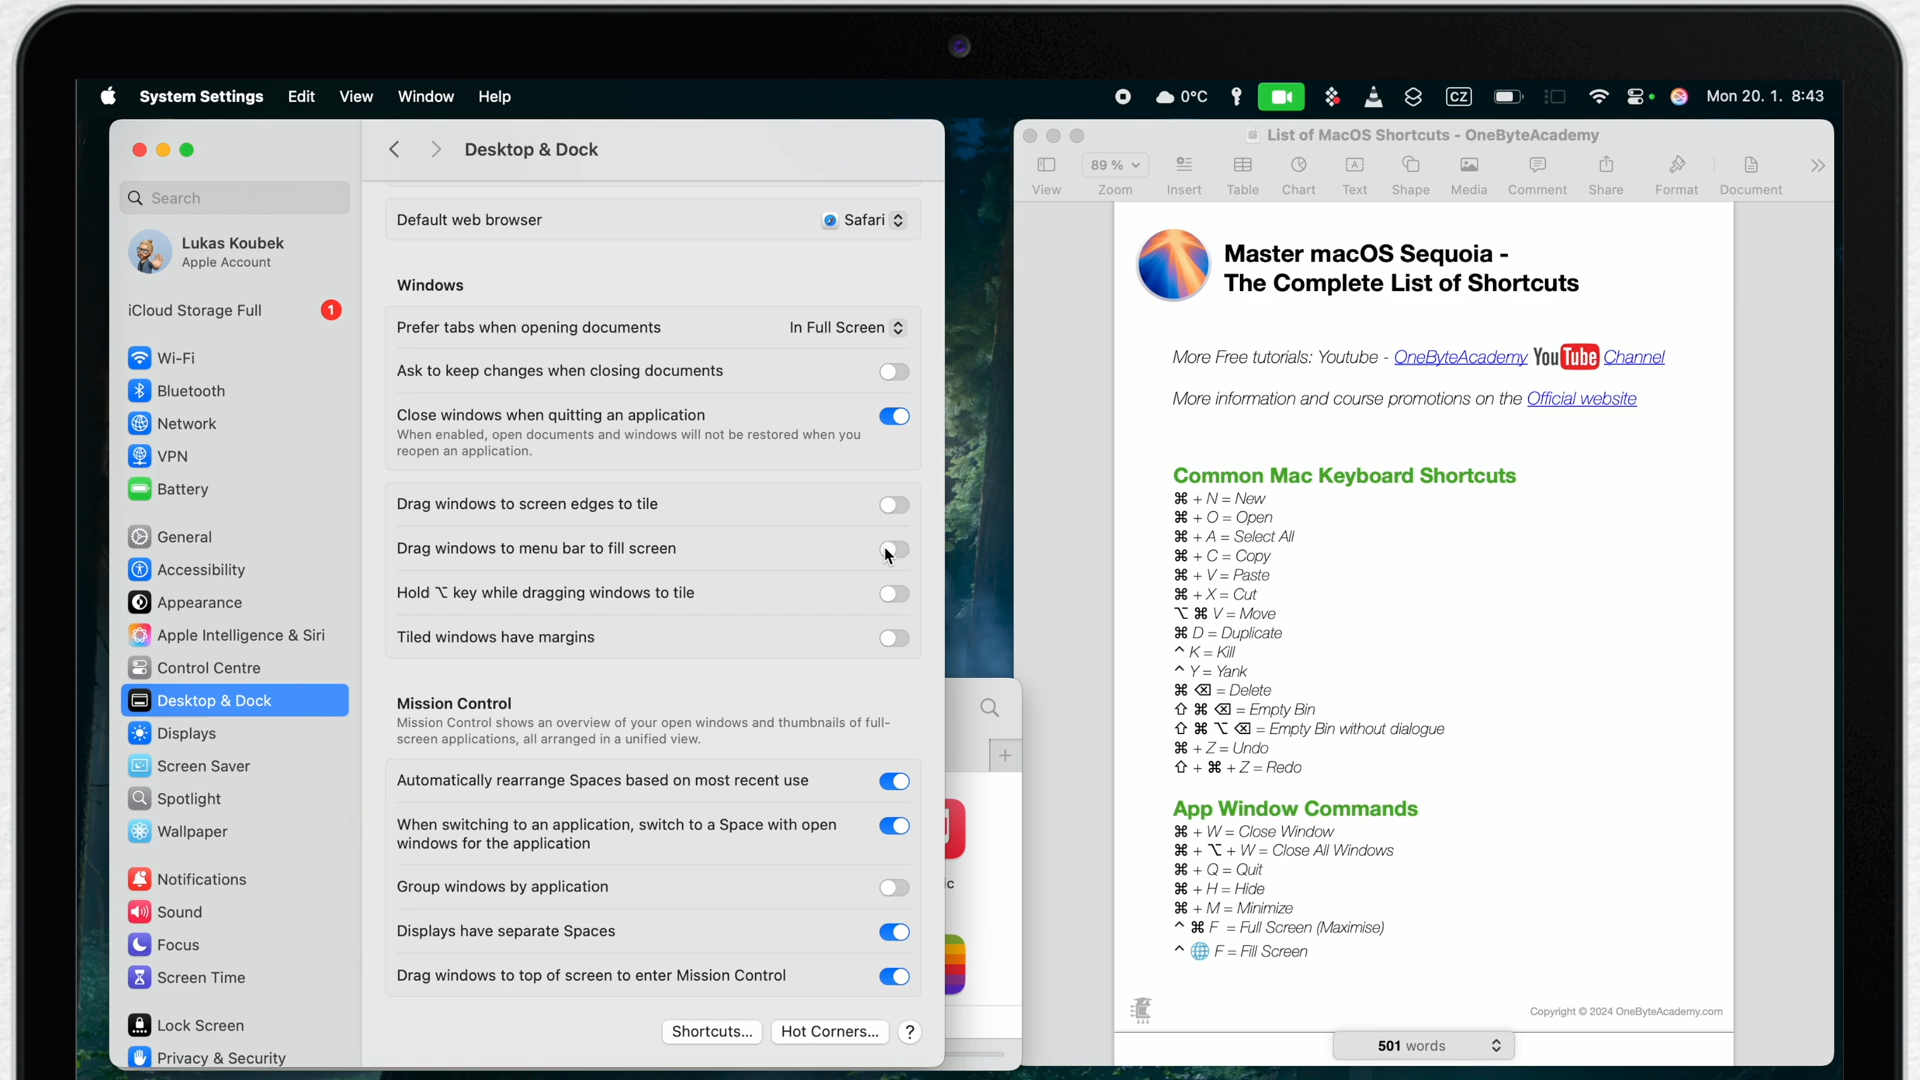 System Settings Edit View Window Help
0°C CZ Mon 20. 1. 8:43
Search
Lukas Koubek
Apple Account
iCloud Storage Full 1
Wi-Fi
Bluetooth
Network
VPN
Battery
General
Accessibility
Appearance
Apple Intelligence & Siri
Control Centre
Desktop & Dock
Displays
Screen Saver
Spotlight
Wallpaper
Notifications
Sound
Focus
Screen Time
Lock Screen
Privacy & Security
Desktop & Dock
Default web browser Safari
Windows
Prefer tabs when opening documents In Full Screen
Ask to keep changes when closing documents
Close windows when quitting an application
When enabled, open documents and windows will not be restored when you
reopen an application.
Drag windows to screen edges to tile
Drag windows to menu bar to fill screen
Hold ⌥ key while dragging windows to tile
Tiled windows have margins
Mission Control
Mission Control shows an overview of your open windows and thumbnails of full-
screen applications, all arranged in a unified view.
Automatically rearrange Spaces based on most recent use
When switching to an application, switch to a Space with open
windows for the application
Group windows by application
Displays have separate Spaces
Drag windows to top of screen to enter Mission Control
Shortcuts... Hot Corners... ?
ic
List of MacOS Shortcuts - OneByteAcademy
89 %
View Zoom Insert Table Chart Text Shape Media Comment Share Format Document
Master macOS Sequoia -
The Complete List of Shortcuts
More Free tutorials: Youtube - OneByteAcademy YouTube Channel
More information and course promotions on the Official website
Common Mac Keyboard Shortcuts
⌘ + N = New
⌘ + O = Open
⌘ + A = Select All
⌘ + C = Copy
⌘ + V = Paste
⌘ + X = Cut
⌥ ⌘ V = Move
⌘ D = Duplicate
^ K = Kill
^ Y = Yank
⌘ ⌫ = Delete
⇧ ⌘ ⌫ = Empty Bin
⇧ ⌘ ⌥ ⌫ = Empty Bin without dialogue
⌘ + Z = Undo
⇧ + ⌘ + Z = Redo
App Window Commands
⌘ + W = Close Window
⌘ + ⌥ + W = Close All Windows
⌘ + Q = Quit
⌘ + H = Hide
⌘ + M = Minimize
^ ⌘ F = Full Screen (Maximise)
^ 🌐 F = Fill Screen
Copyright © 2024 OneByteAcademy.com
501 words